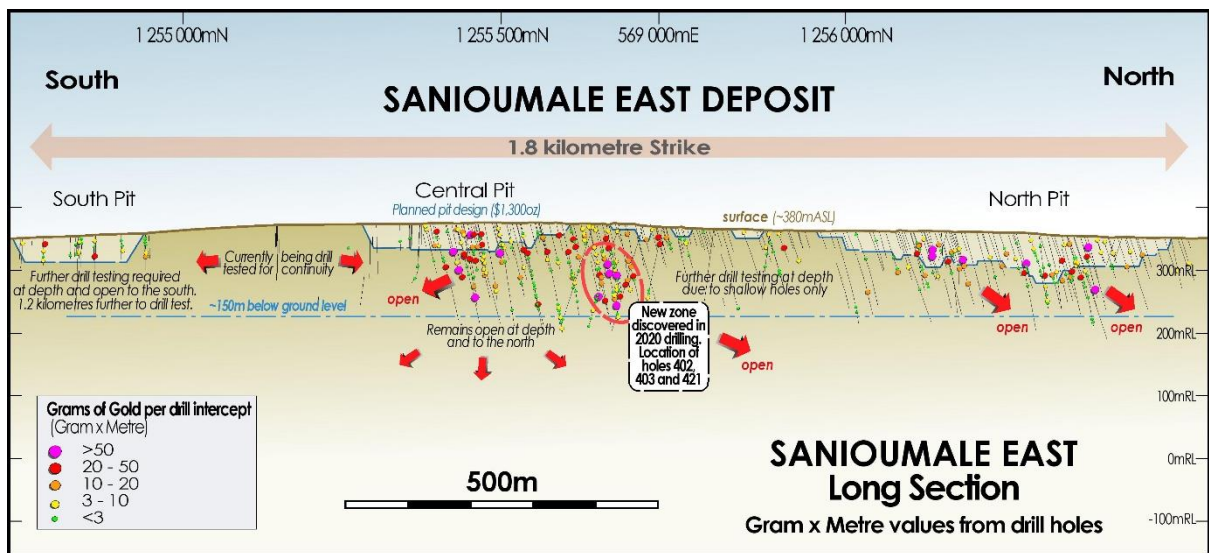 1 255 000mN
1 255 500mN
569 000mE
1 256 000mN
South
North
SANIOUMALE EAST DEPOSIT
1.8 kilometre Strike
South Pit
Central Pit
North Pit
Planned pit design ($1,300oz)
surface (~380mASL)
Currently being drill
tested for continuity
Further drill testing required
at depth and open to the south.
1.2 kilometres further to drill test.
open
Further drill testing at depth
due to shallow holes only
300mRL
~150m below ground level
Remains open at depth
and to the north
New zone
discovered in
2020 drilling.
Location of
holes 402,
403 and 421
open
open
open
200mRL
100mRL
0mRL
-100mRL
Grams of Gold per drill intercept
(Gram x Metre)
>50
20 - 50
10 - 20
3 - 10
<3
500m
SANIOUMALE EAST
Long Section
Gram x Metre values from drill holes